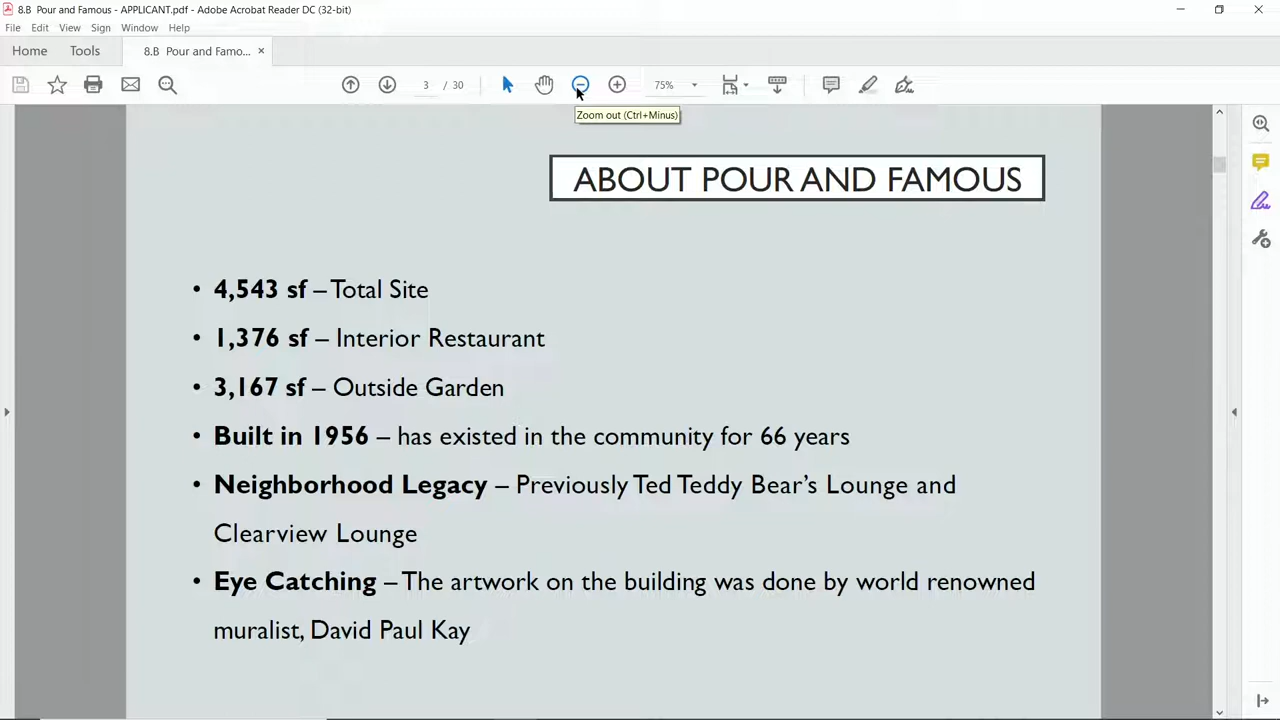 8.B Pour and Famous - APPLICANT.pdf - Adobe Acrobat Reader DC (32-bit)
File Edit View Sign Window Help
Home Tools 8.B Pour and Famo... ×
3 / 30 75%
Zoom out (Ctrl+Minus)
ABOUT POUR AND FAMOUS
• 4,543 sf – Total Site
• 1,376 sf – Interior Restaurant
• 3,167 sf – Outside Garden
• Built in 1956 – has existed in the community for 66 years
• Neighborhood Legacy – Previously Ted Teddy Bear's Lounge and
Clearview Lounge
• Eye Catching – The artwork on the building was done by world renowned
muralist, David Paul Kay